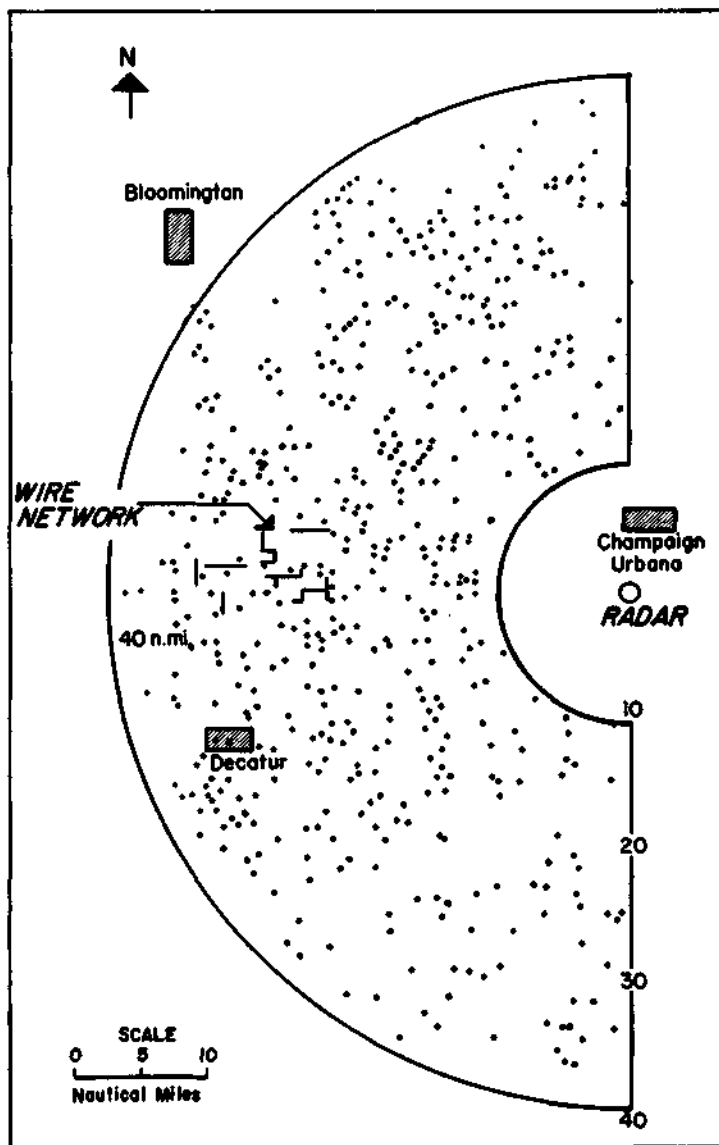 N
Bloomington
WIRE
NETWORK
Champaign
Urbana
RADAR
40 n.mi.
10
Decatur
20
30
SCALE
0 5 10
Nautical Miles
40